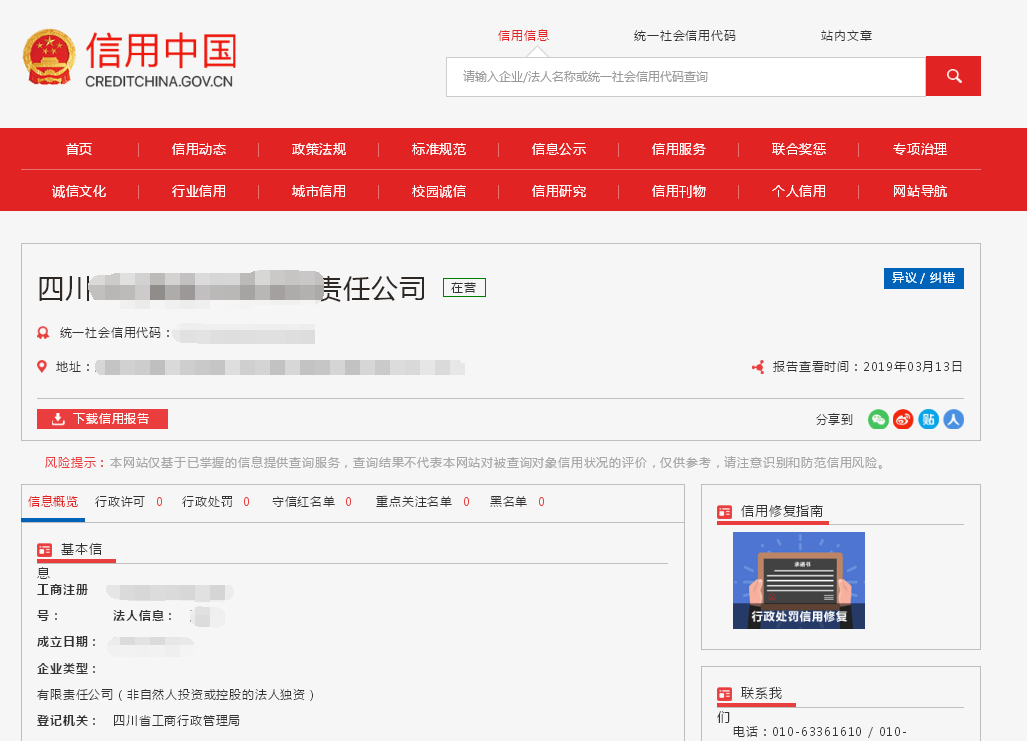 信用中国
CREDITCHINA.GOV.CN
信用信息 统一社会信用代码 站内文章
请输入企业/法人名称或统一社会信用代码查询
首页 信用动态 政策法规 标准规范 信息公示 信用服务 联合奖惩 专项治理
诚信文化 行业信用 城市信用 校园诚信 信用研究 信用刊物 个人信用 网站导航
四川 责任公司 在营 异议 / 纠错
统一社会信用代码：
地址： 报告查看时间：2019年03月13日
下载信用报告 分享到 贴 人
风险提示：本网站仅基于已掌握的信息提供查询服务，查询结果不代表本网站对被查询对象信用状况的评价，仅供参考，请注意识别和防范信用风险。
信息概览 行政许可 0 行政处罚 0 守信红名单 0 重点关注名单 0 黑名单 0
基本信
息
工商注册
号： 法人信息：
成立日期：
企业类型：
有限责任公司（非自然人投资或控股的法人独资）
登记机关： 四川省工商行政管理局
信用修复指南
承诺书
行政处罚信用修复
联系我
们
电话：010-63361610 / 010-